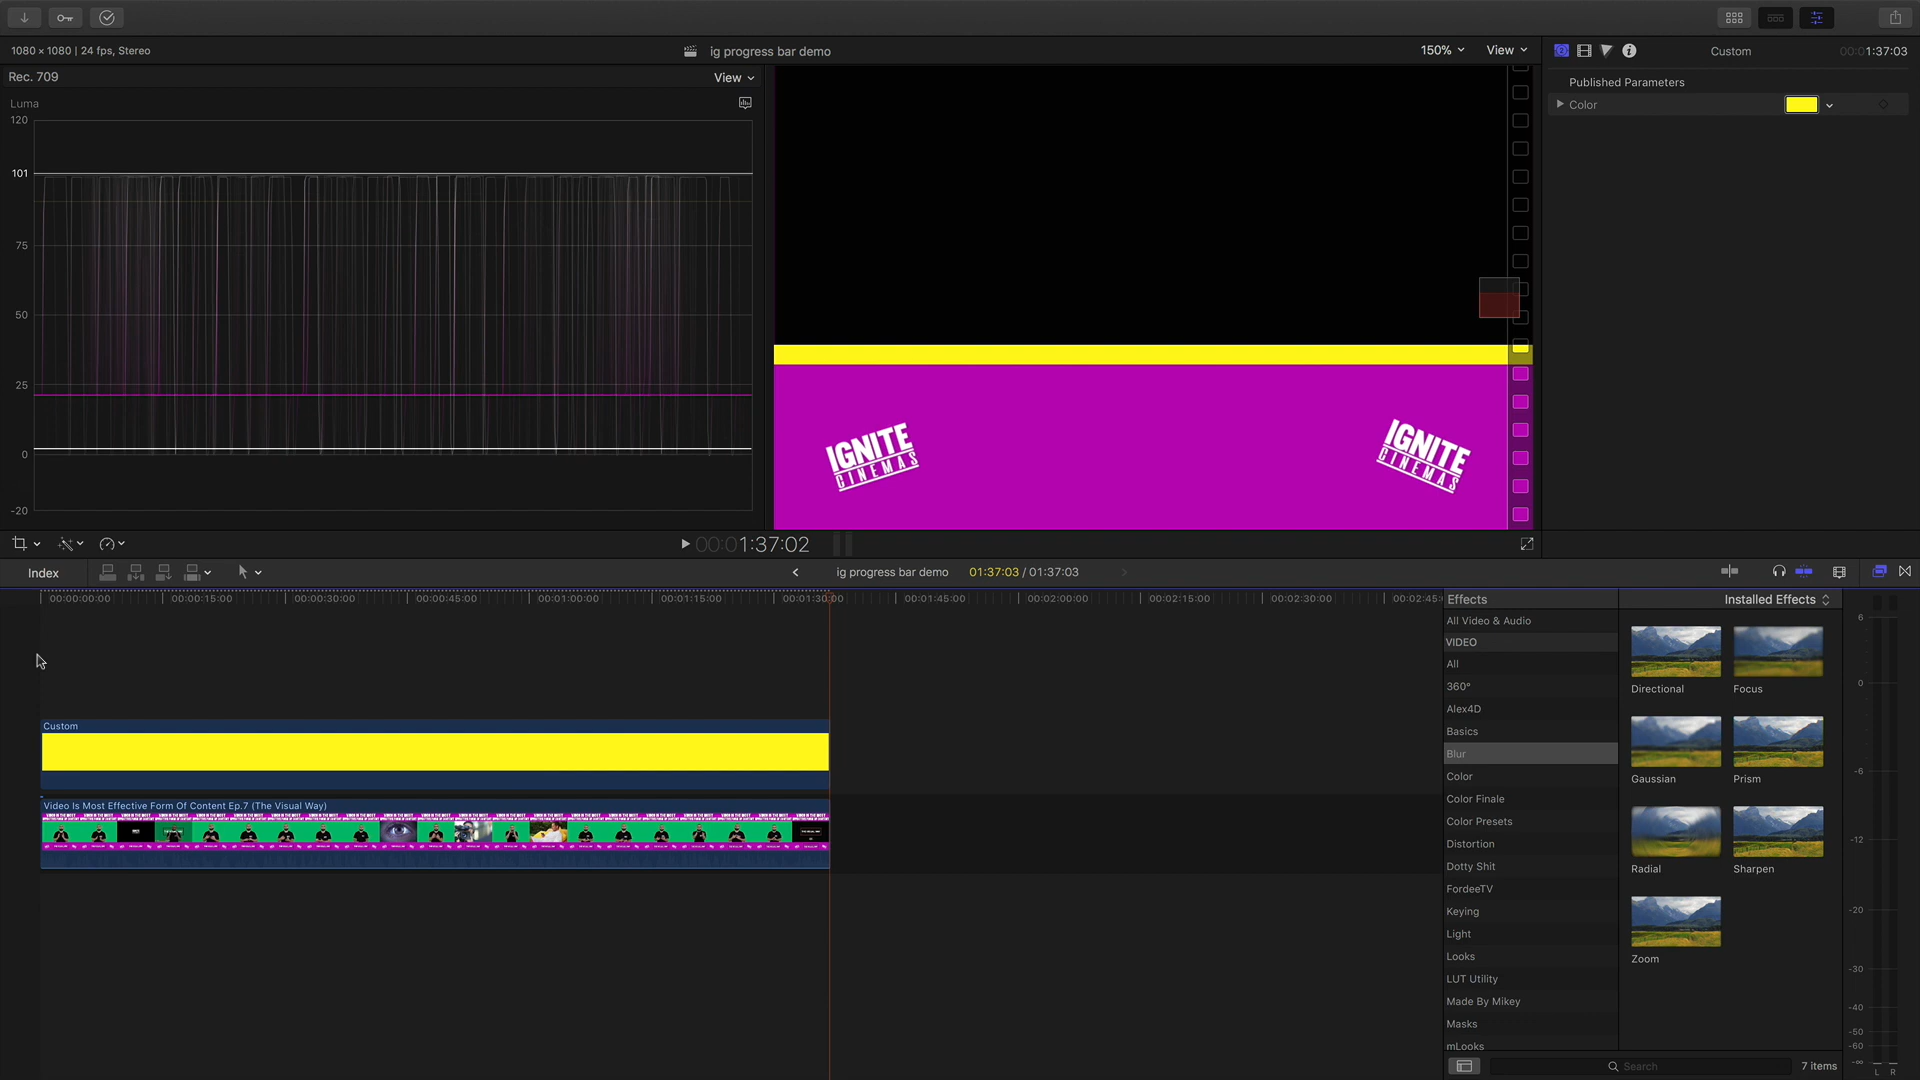 1080 × 1080 | 24 fps, Stereo
ig progress bar demo
150%
View
Custom
00:01:37:03
Rec. 709
View
Published Parameters
Luma
Color
120
101
75
50
25
0
-20
IGNITE
CINEMAS
IGNITE
CINEMAS
00:001:37:02
Index
ig progress bar demo
01:37:03 / 01:37:03
00:00:00:00
00:00:15:00
00:00:30:00
00:00:45:00
00:01:00:00
00:01:15:00
00:01:30:00
00:01:45:00
00:02:00:00
00:02:15:00
00:02:30:00
00:02:45:0
Effects
Installed Effects
All Video & Audio
VIDEO
All
360°
Alex4D
Basics
Blur
Color
Color Finale
Color Presets
Distortion
Dotty Shit
FordeeTV
Keying
Light
Looks
LUT Utility
Made By Mikey
Masks
mLooks
Directional
Focus
Gaussian
Prism
Radial
Sharpen
Zoom
Custom
Video Is Most Effective Form Of Content Ep.7 (The Visual Way)
Search
7 items
6
0
-6
-12
-20
-30
-40
-50
-60
-∞
L R